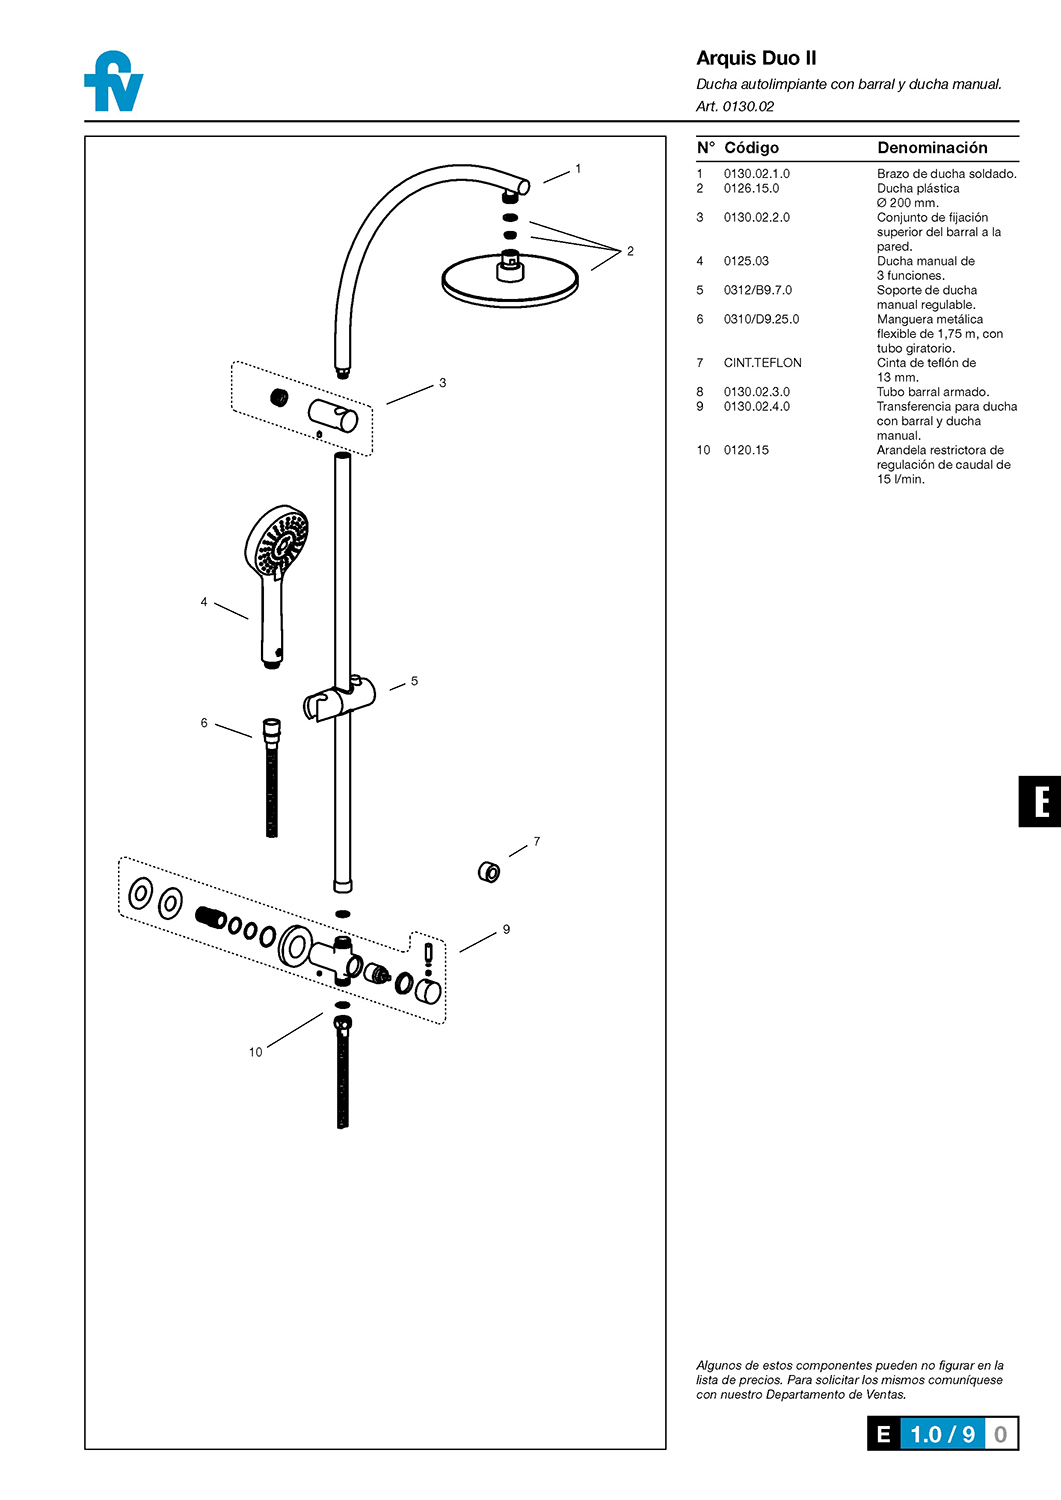 fv
Arquis Duo II
Ducha autolimpiante con barral y ducha manual.
Art. 0130.02
N° Código Denominación
1 0130.02.1.0 Brazo de ducha soldado.
2 0126.15.0 Ducha plástica
Ø 200 mm.
3 0130.02.2.0 Conjunto de fijación
superior del barral a la
pared.
4 0125.03 Ducha manual de
3 funciones.
5 0312/B9.7.0 Soporte de ducha
manual regulable.
6 0310/D9.25.0 Manguera metálica
flexible de 1,75 m, con
tubo giratorio.
7 CINT.TEFLON Cinta de teflón de
13 mm.
8 0130.02.3.0 Tubo barral armado.
9 0130.02.4.0 Transferencia para ducha
con barral y ducha
manual.
10 0120.15 Arandela restrictora de
regulación de caudal de
15 l/min.
1
2
3
4
5
6
7
9
10
E
Algunos de estos componentes pueden no figurar en la
lista de precios. Para solicitar los mismos comuníquese
con nuestro Departamento de Ventas.
E 1.0 / 9 0